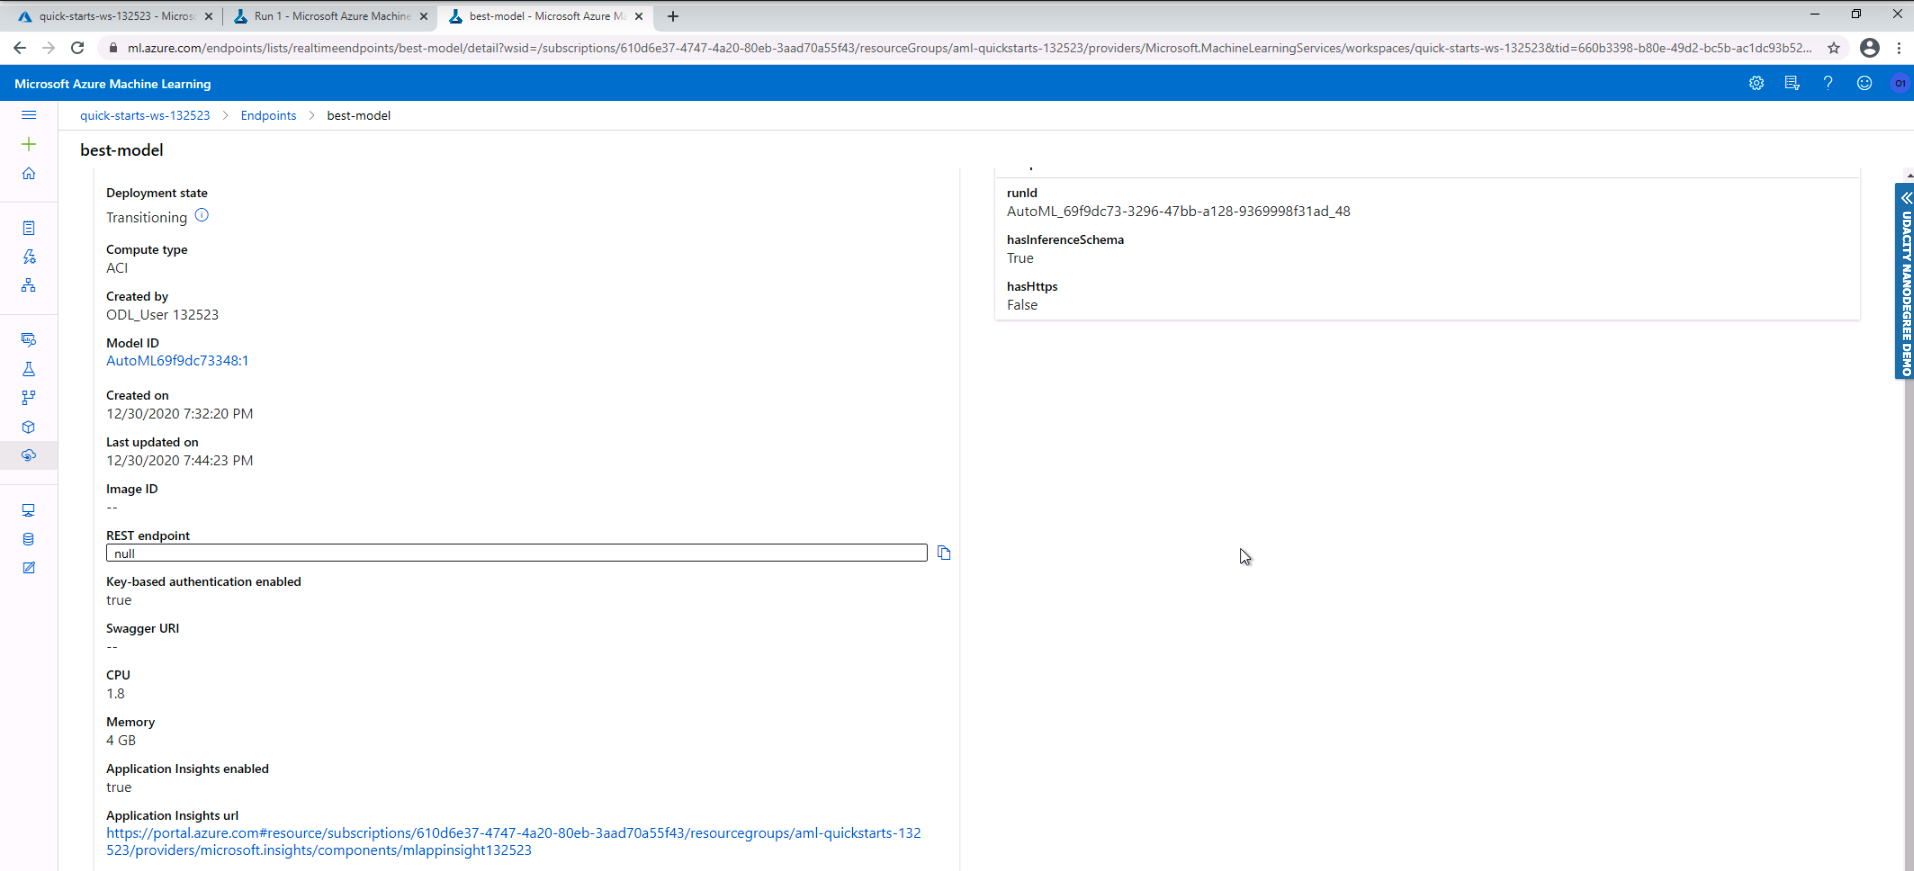 quick-starts-ws-132523 - Micros
Run 1 - Microsoft Azure Machine
best-model - Microsoft Azure Ma
ml.azure.com/endpoints/lists/realtimeendpoints/best-model/detail?wsid=/subscriptions/610d6e37-4747-4a20-80eb-3aad70a55f43/resourceGroups/aml-quickstarts-132523/providers/Microsoft.MachineLearningServices/workspaces/quick-starts-ws-132523&tid=660b3398-b80e-49d2-bc5b-ac1dc93b52...
Microsoft Azure Machine Learning
01
quick-starts-ws-132523 > Endpoints > best-model
best-model
Deployment state
Transitioning
Compute type
ACI
Created by
ODL_User 132523
Model ID
AutoML69f9dc73348:1
Created on
12/30/2020 7:32:20 PM
Last updated on
12/30/2020 7:44:23 PM
Image ID
--
REST endpoint
null
Key-based authentication enabled
true
Swagger URI
--
CPU
1.8
Memory
4 GB
Application Insights enabled
true
Application Insights url
https://portal.azure.com#resource/subscriptions/610d6e37-4747-4a20-80eb-3aad70a55f43/resourcegroups/aml-quickstarts-132
523/providers/microsoft.insights/components/mlappinsight132523
runId
AutoML_69f9dc73-3296-47bb-a128-9369998f31ad_48
hasInferenceSchema
True
hasHttps
False
UDACITY NANODEGREE DEMO